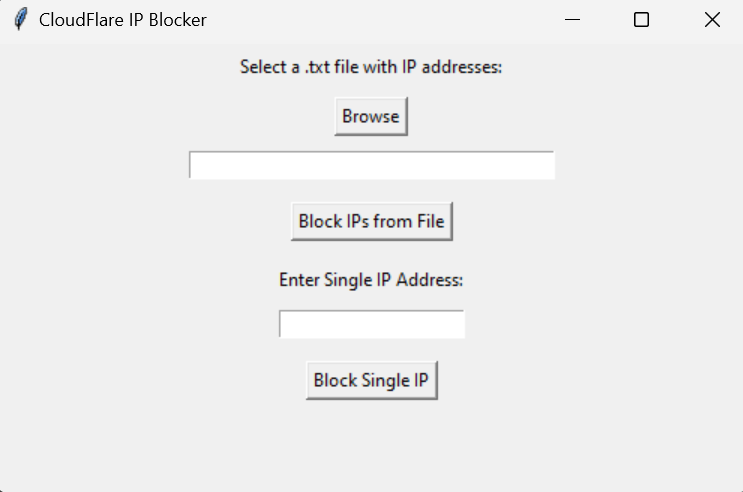 CloudFlare IP Blocker
Select a .txt file with IP addresses:
Browse
Block IPs from File
Enter Single IP Address:
Block Single IP